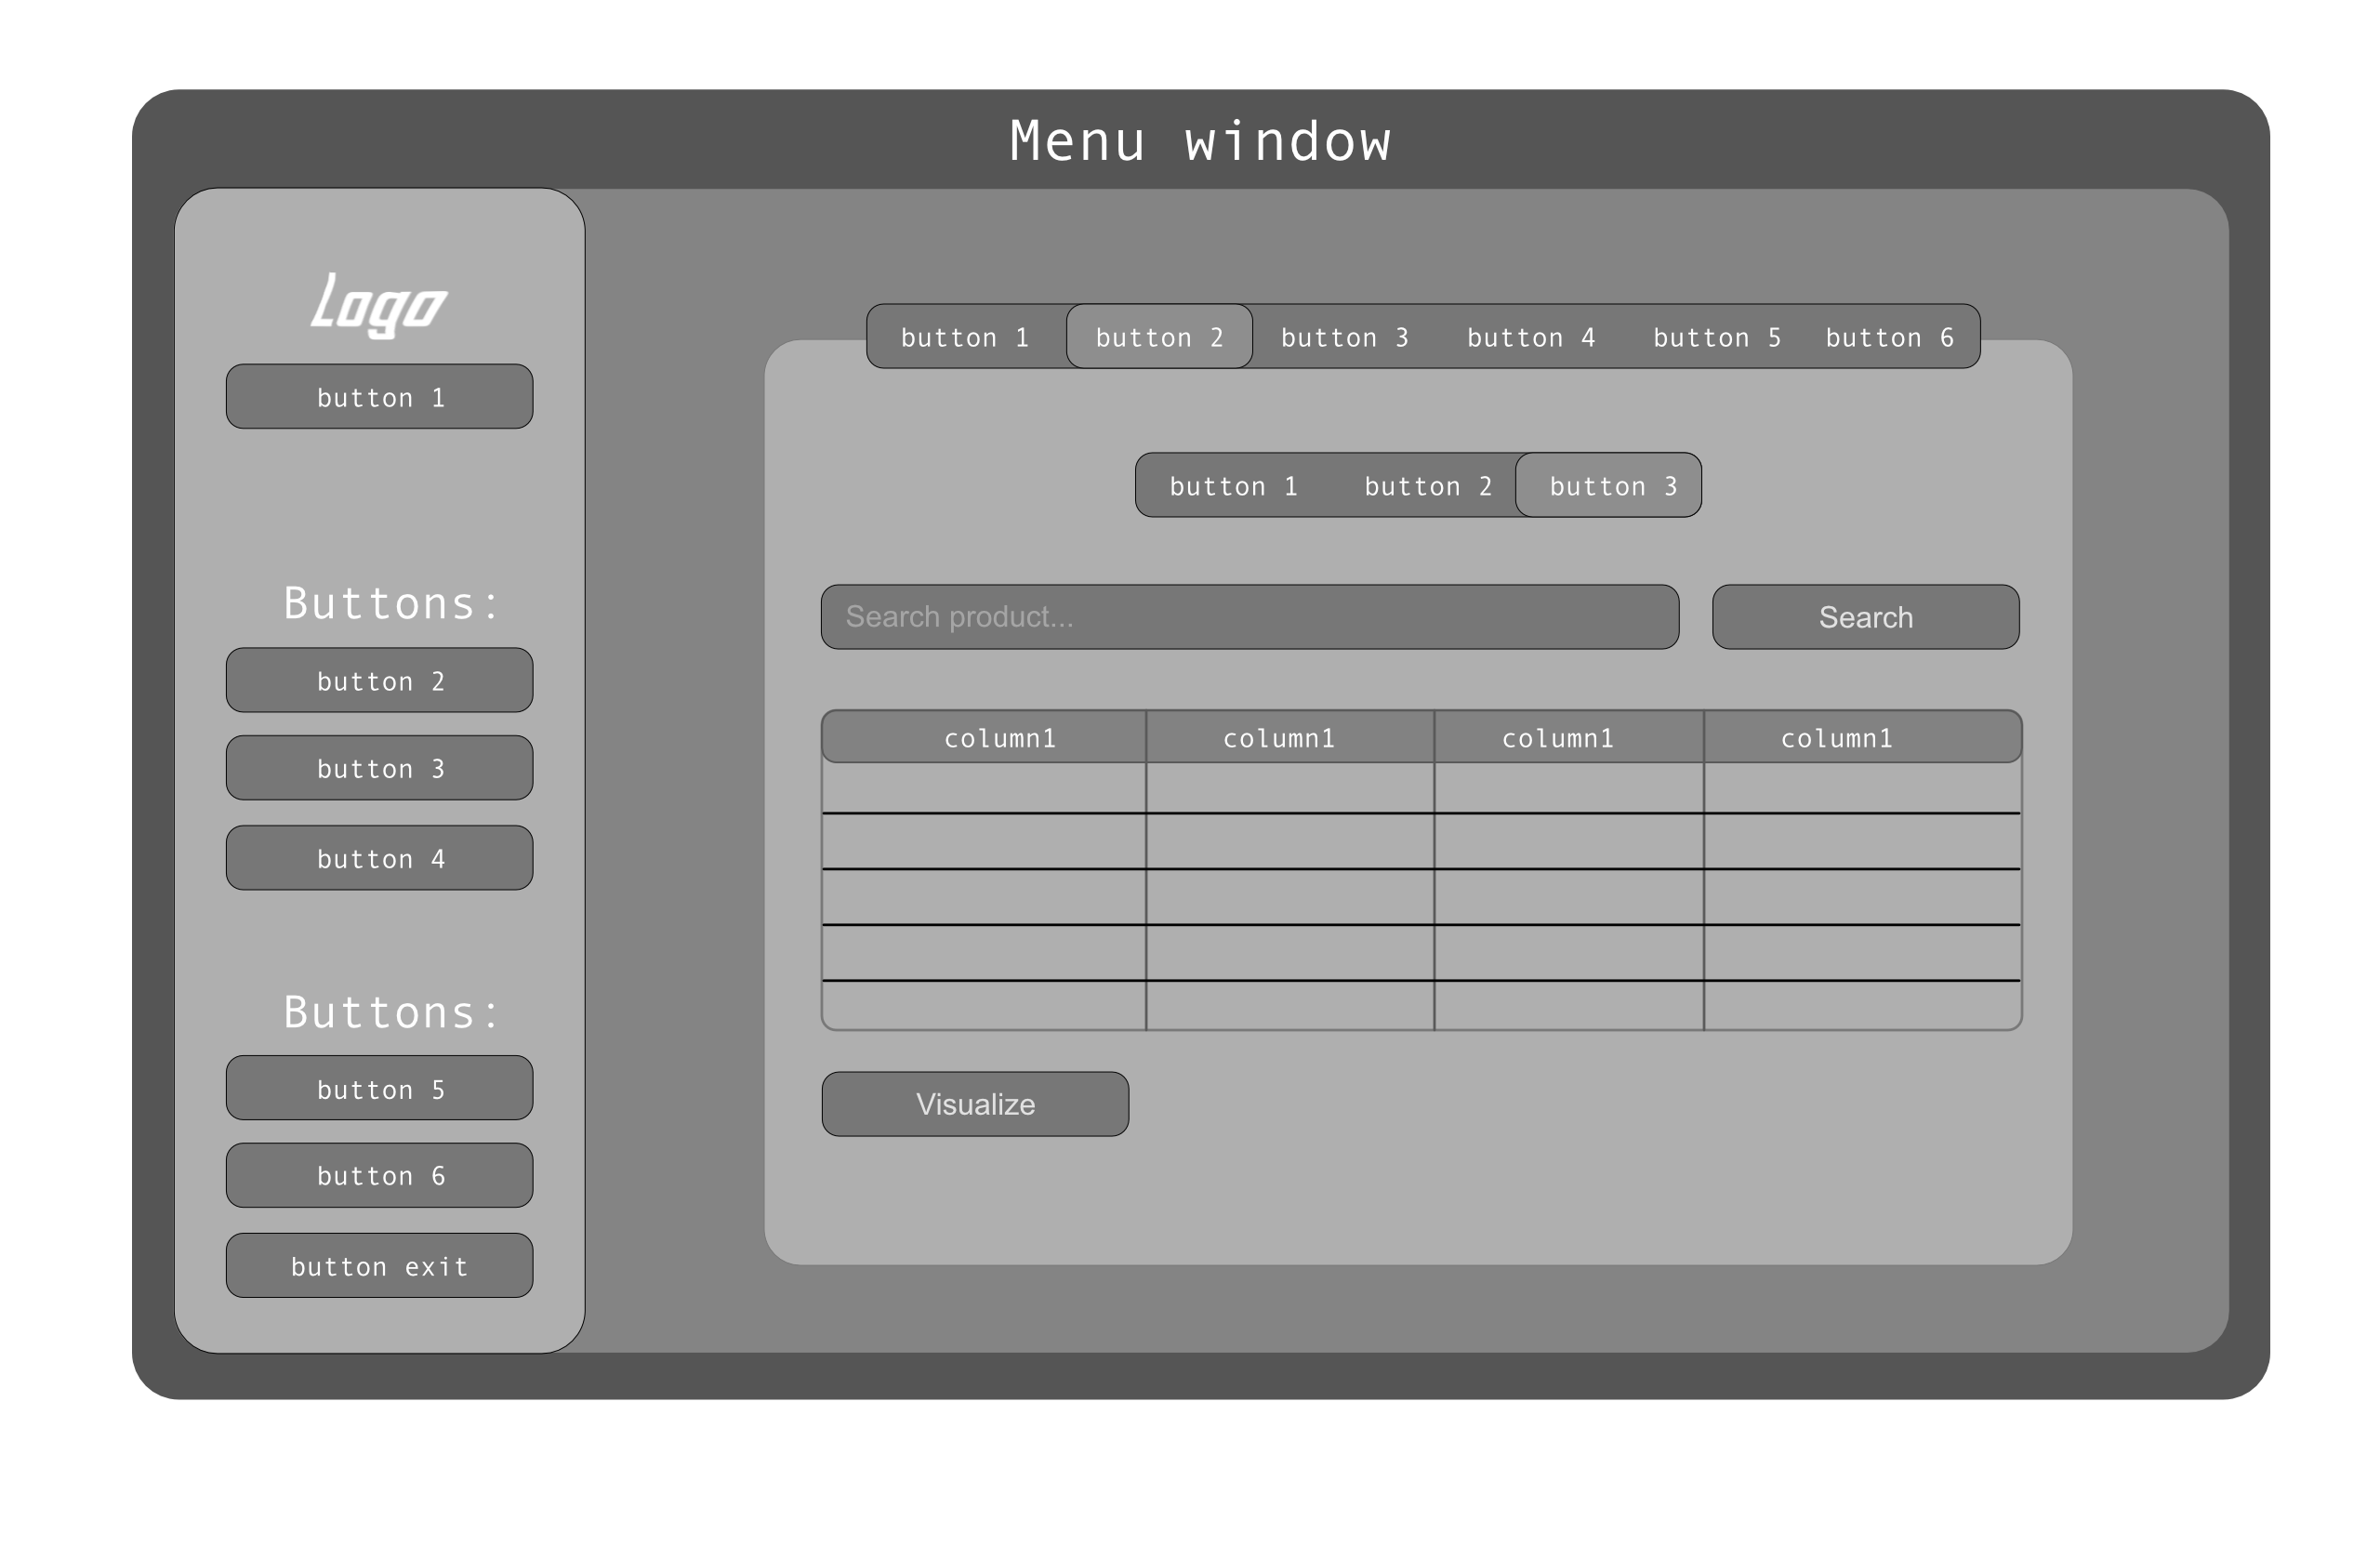 Menu window
Logo
button 1
Buttons:
button 2
button 3
button 4
Buttons:
button 5
button 6
button exit
button 1 button 2 button 3 button 4 button 5 button 6
button 1 button 2 button 3
Search product... Search
column1 column1 column1 column1
Visualize